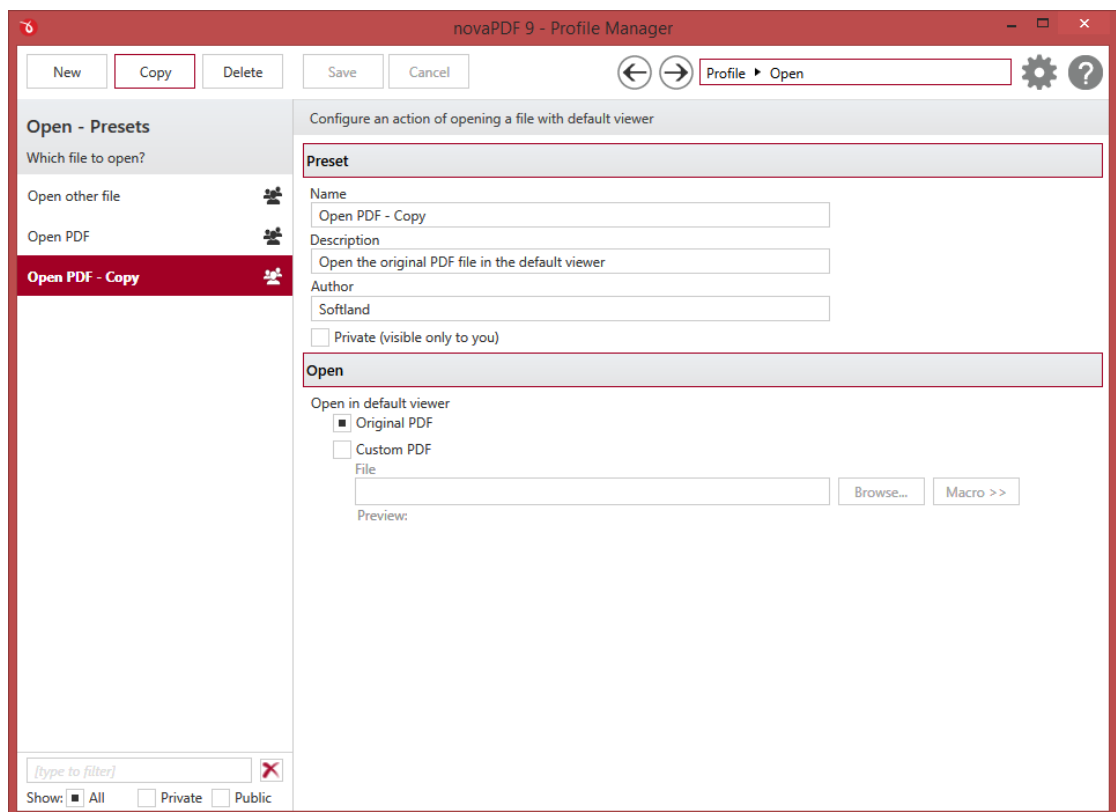 novaPDF 9 - Profile Manager
New Copy Delete Save Cancel Profile Open
Open - Presets
Which file to open?
Open other file
Open PDF
Open PDF - Copy
Configure an action of opening a file with default viewer
Preset
Name
Open PDF - Copy
Description
Open the original PDF file in the default viewer
Author
Softland
Private (visible only to you)
Open
Open in default viewer
Original PDF
Custom PDF
File
Browse... Macro >>
Preview:
[type to filter]
Show: All Private Public